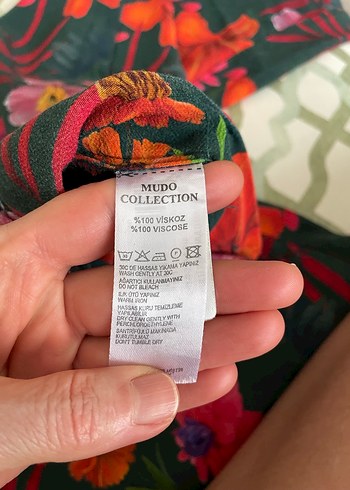 MUDO
COLLECTION
%100 VİSKOZ
%100 VISCOSE
30C DE HASSAS YIKAMA YAPINIZ
WASH GENTLY AT 30C
AĞARTICI KULLANMAYINIZ
DO NOT BLEACH
ILIK ÜTÜ YAPINIZ
WARM IRON
HASSAS KURU TEMİZLEME
YAPILABİLİR
DRY CLEAN GENTLY WITH
PERCHLOROETHYLENE
SANTRİFÜJLÜ MAKİNADA
KURUTULMAZ
DON'T TUMBLE DRY